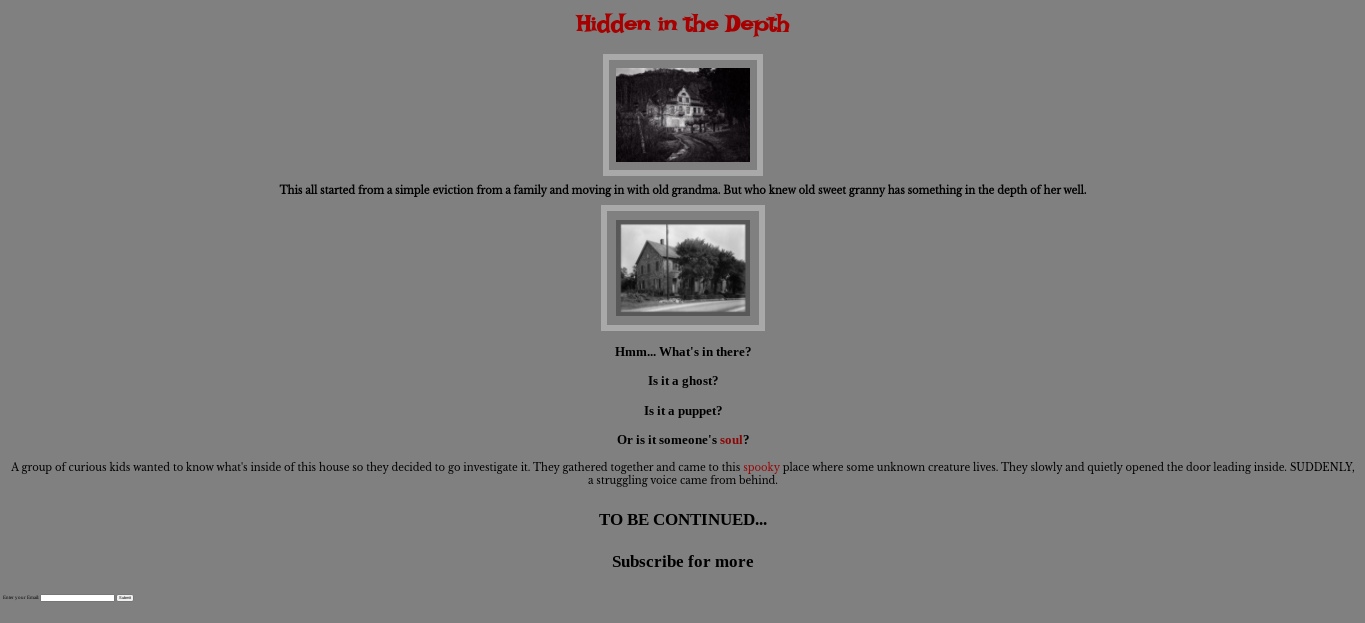 Hidden in the Depth
This all started from a simple eviction from a family and moving in with old grandma. But who knew old sweet granny has something in the depth of her well.
Hmm... What's in there?
Is it a ghost?
Is it a puppet?
Or is it someone's soul?
A group of curious kids wanted to know what's inside of this house so they decided to go investigate it. They gathered together and came to this spooky place where some unknown creature lives. They slowly and quietly opened the door leading inside. SUDDENLY,
a struggling voice came from behind.
TO BE CONTINUED...
Subscribe for more
Enter your Email: Submit